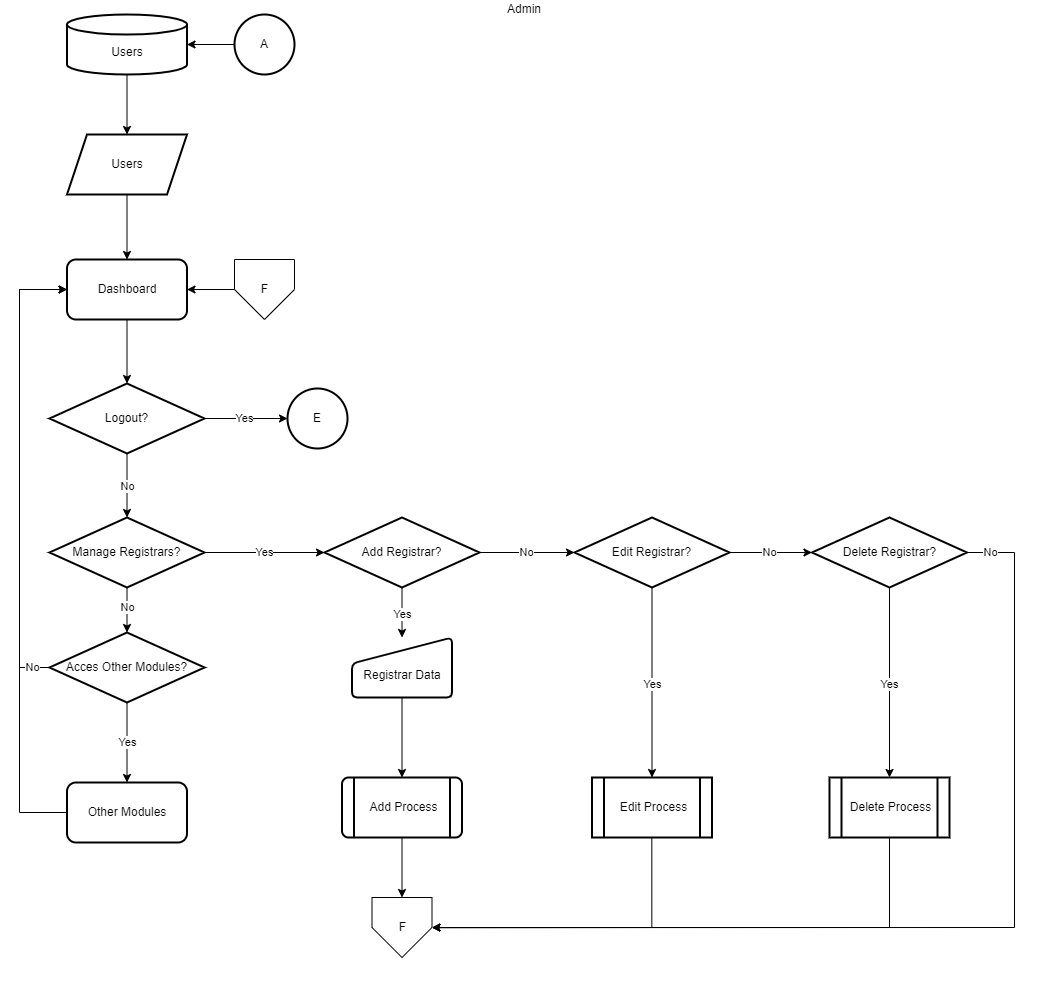 Admin
Users
A
Users
Dashboard
F
Logout?
Yes
E
No
Manage Registrars?
Yes
Add Registrar?
No
Edit Registrar?
No
Delete Registrar?
No
No
Yes
Acces Other Modules?
No
Registrar Data
Yes
Yes
Yes
Other Modules
Add Process
Edit Process
Delete Process
F